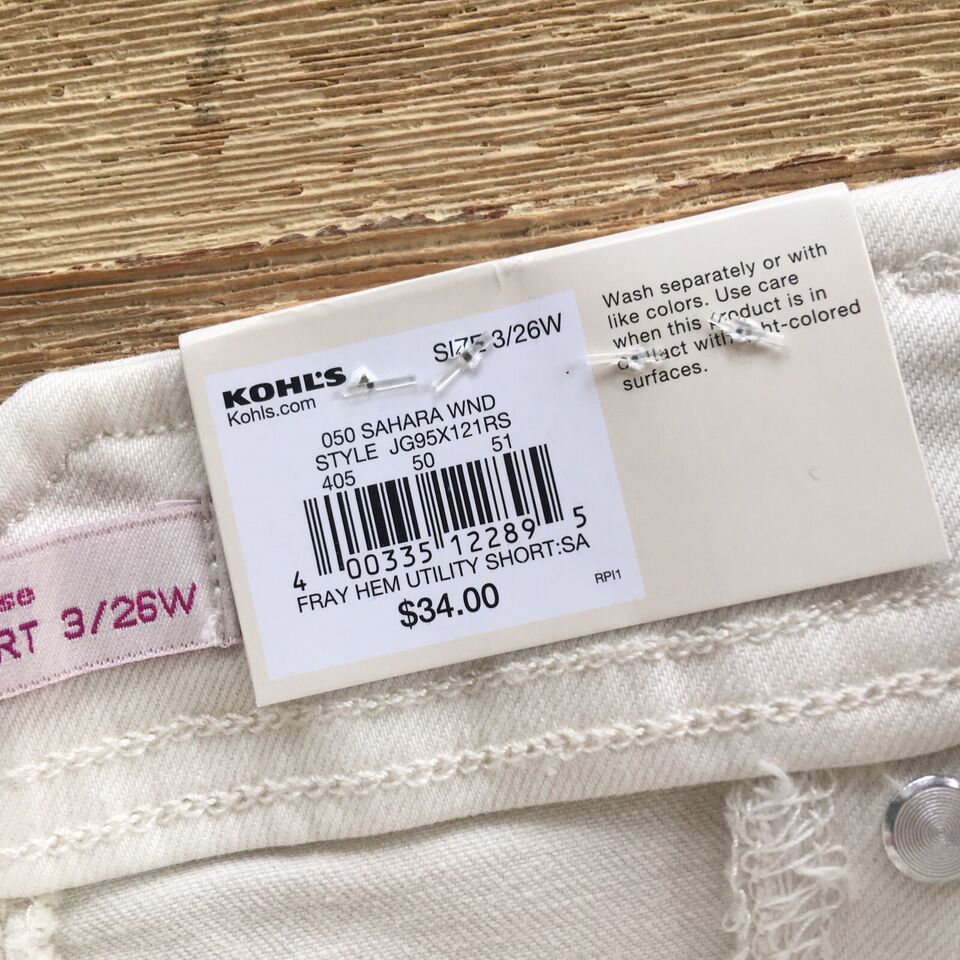 KOHL'S
Kohls.com
SIZE 3/26W
050 SAHARA WND
STYLE JG95X121RS
405 50 51
4 00335 12289 5
FRAY HEM UTILITY SHORT:SA
$34.00
RPI1
Wash separately or with
like colors. Use care
when this product is in
contact with light-colored
surfaces.
se
RT 3/26W